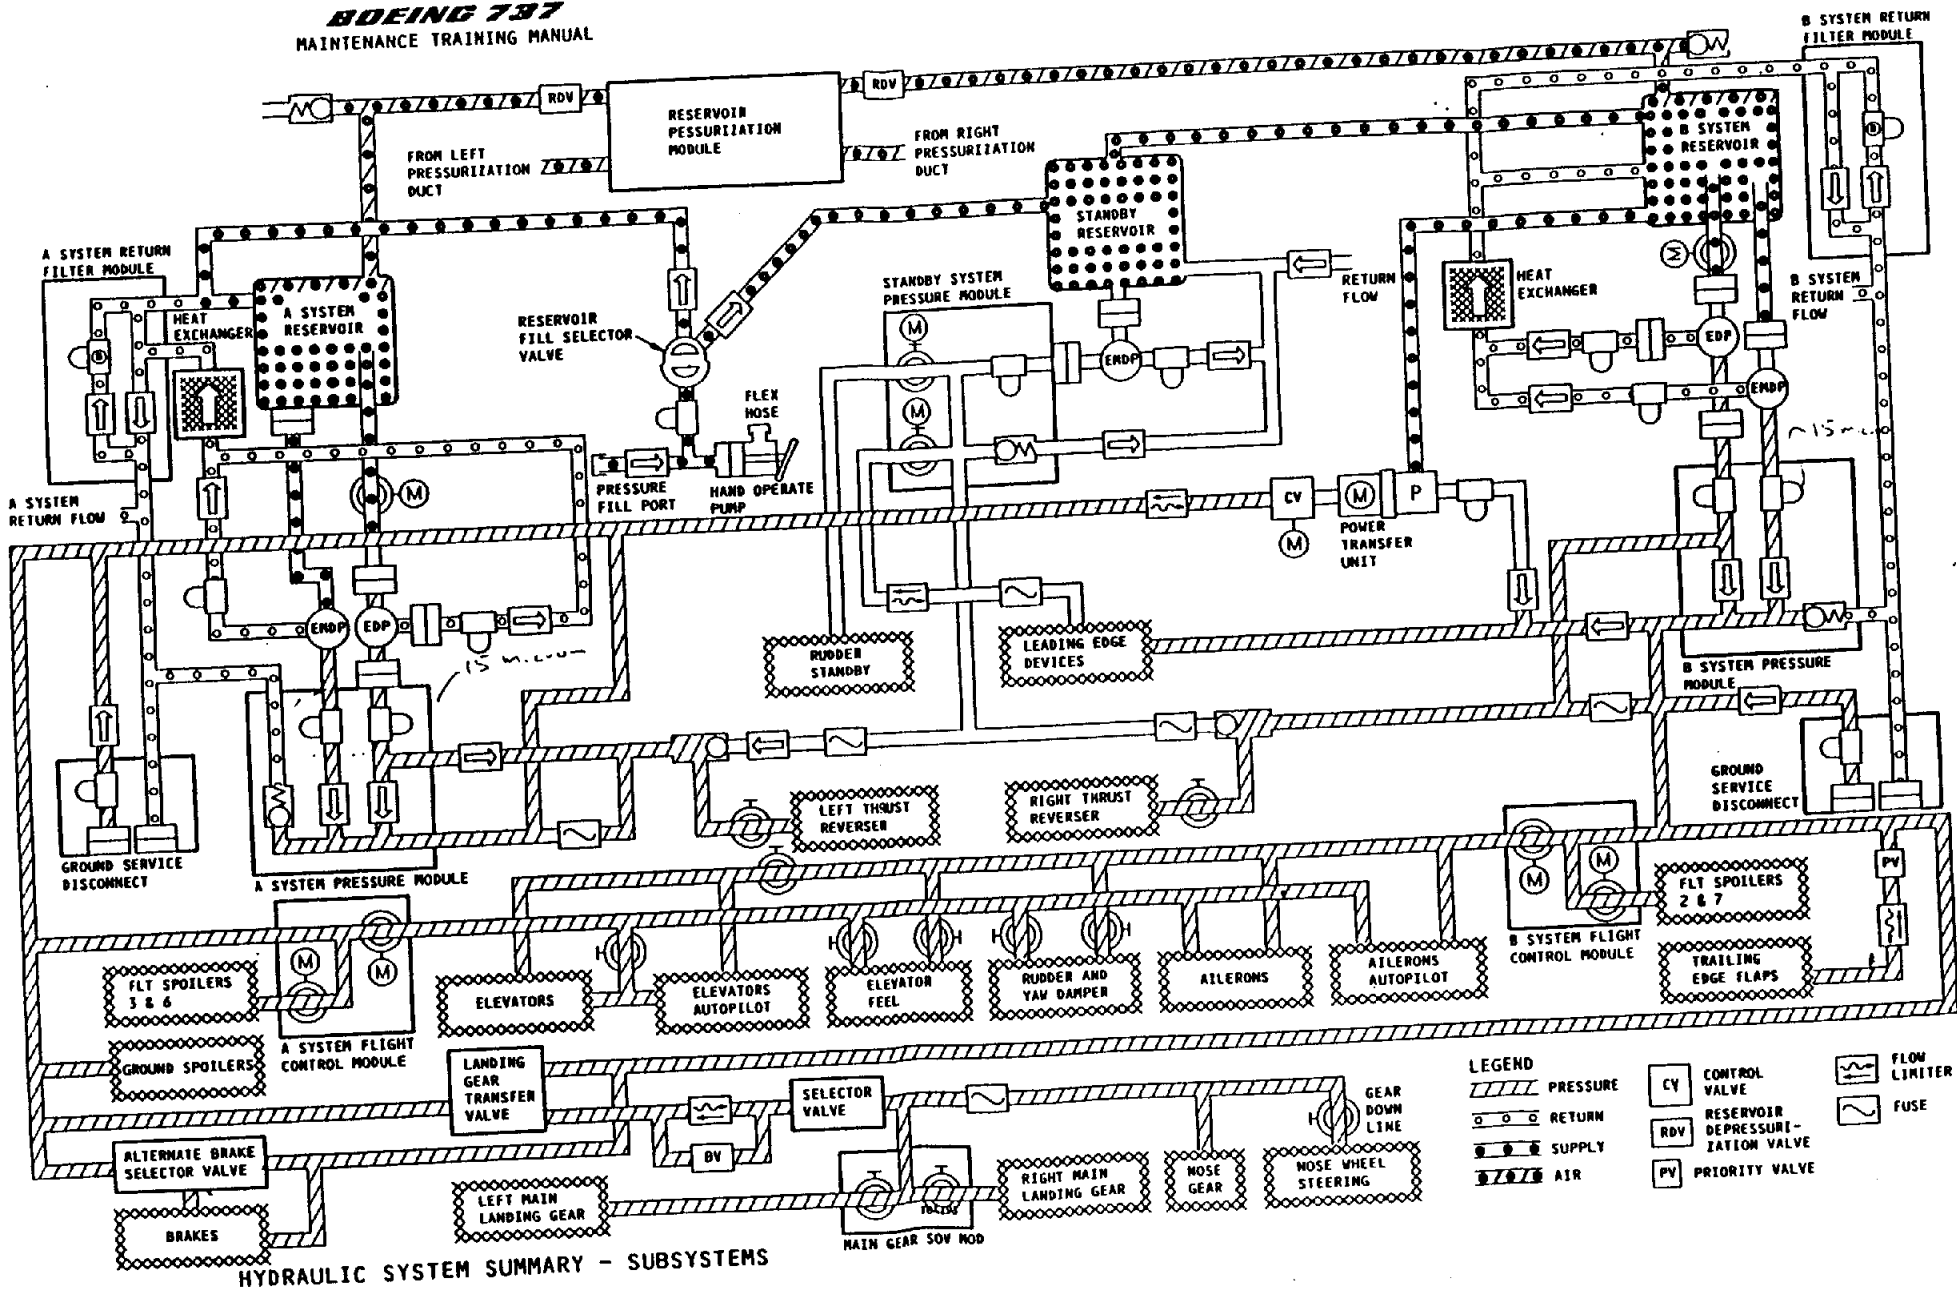 BOEING 737
MAINTENANCE TRAINING MANUAL
B SYSTEM RETURN
FILTER MODULE
RDV
RDV
RESERVOIR
PESSURIZATION
MODULE
FROM LEFT
PRESSURIZATION
DUCT
FROM RIGHT
PRESSURIZATION
DUCT
B SYSTEM
RESERVOIR
B
STANDBY
RESERVOIR
A SYSTEM RETURN
FILTER MODULE
HEAT
EXCHANGER
B
A SYSTEM
RESERVOIR
RESERVOIR
FILL SELECTOR
VALVE
STANDBY SYSTEM
PRESSURE MODULE
M
M
EMDP
RETURN
FLOW
M
HEAT
EXCHANGER
B SYSTEM
RETURN
FLOW
EDP
EMDP
FLEX
HOSE
PRESSURE
FILL PORT
HAND OPERATE
PUMP
A SYSTEM
RETURN FLOW
M
CV
M
M
P
POWER
TRANSFER
UNIT
EMDP
EDP
15 micron
RUDDER
STANDBY
LEADING EDGE
DEVICES
B SYSTEM PRESSURE
MODULE
GROUND
SERVICE
DISCONNECT
GROUND SERVICE
DISCONNECT
A SYSTEM PRESSURE MODULE
LEFT THRUST
REVERSER
RIGHT THRUST
REVERSER
M
M
PV
FLT SPOILERS
2 & 7
B SYSTEM FLIGHT
CONTROL MODULE
TRAILING
EDGE FLAPS
M
M
FLT SPOILERS
3 & 6
A SYSTEM FLIGHT
CONTROL MODULE
ELEVATORS
ELEVATORS
AUTOPILOT
ELEVATOR
FEEL
RUDDER AND
YAW DAMPER
AILERONS
AILERONS
AUTOPILOT
GROUND SPOILERS
LANDING
GEAR
TRANSFER
VALVE
SELECTOR
VALVE
BV
GEAR
DOWN
LINE
ALTERNATE BRAKE
SELECTOR VALVE
BRAKES
LEFT MAIN
LANDING GEAR
MAIN GEAR SOV MOD
RIGHT MAIN
LANDING GEAR
NOSE
GEAR
NOSE WHEEL
STEERING
LEGEND
PRESSURE
RETURN
SUPPLY
AIR
CV CONTROL
VALVE
RDV RESERVOIR
DEPRESSURI-
IATION VALVE
PV PRIORITY VALVE
FLOW
LIMITER
FUSE
HYDRAULIC SYSTEM SUMMARY - SUBSYSTEMS